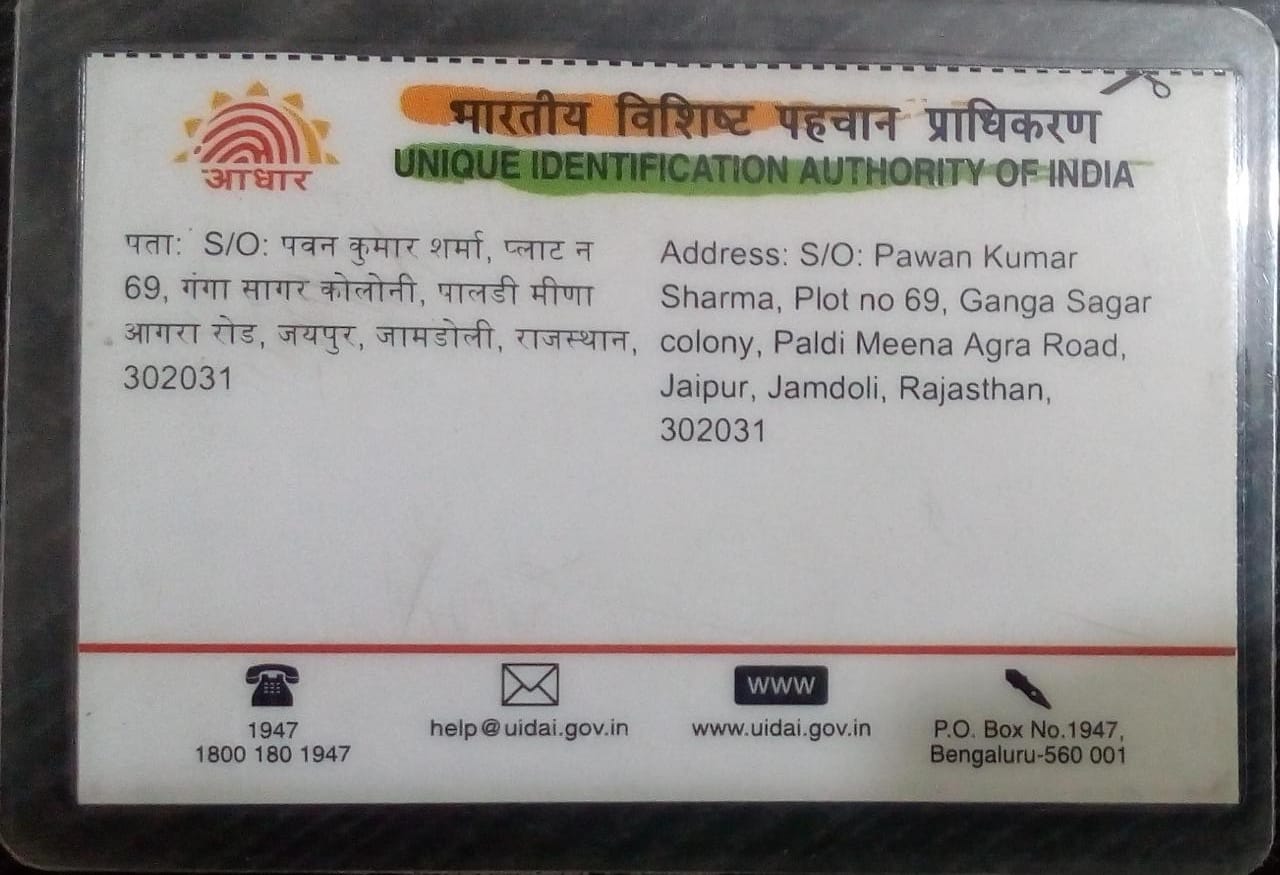 आधार
भारतीय विशिष्ट पहचान प्राधिकरण
UNIQUE IDENTIFICATION AUTHORITY OF INDIA
पता: S/O: पवन कुमार शर्मा, प्लाट न
69, गंगा सागर कोलोनी, पालडी मीणा
आगरा रोड, जयपुर, जामडोली, राजस्थान,
302031
Address: S/O: Pawan Kumar
Sharma, Plot no 69, Ganga Sagar
colony, Paldi Meena Agra Road,
Jaipur, Jamdoli, Rajasthan,
302031
1947
1800 180 1947
help@uidai.gov.in
www
www.uidai.gov.in
P.O. Box No.1947,
Bengaluru-560 001